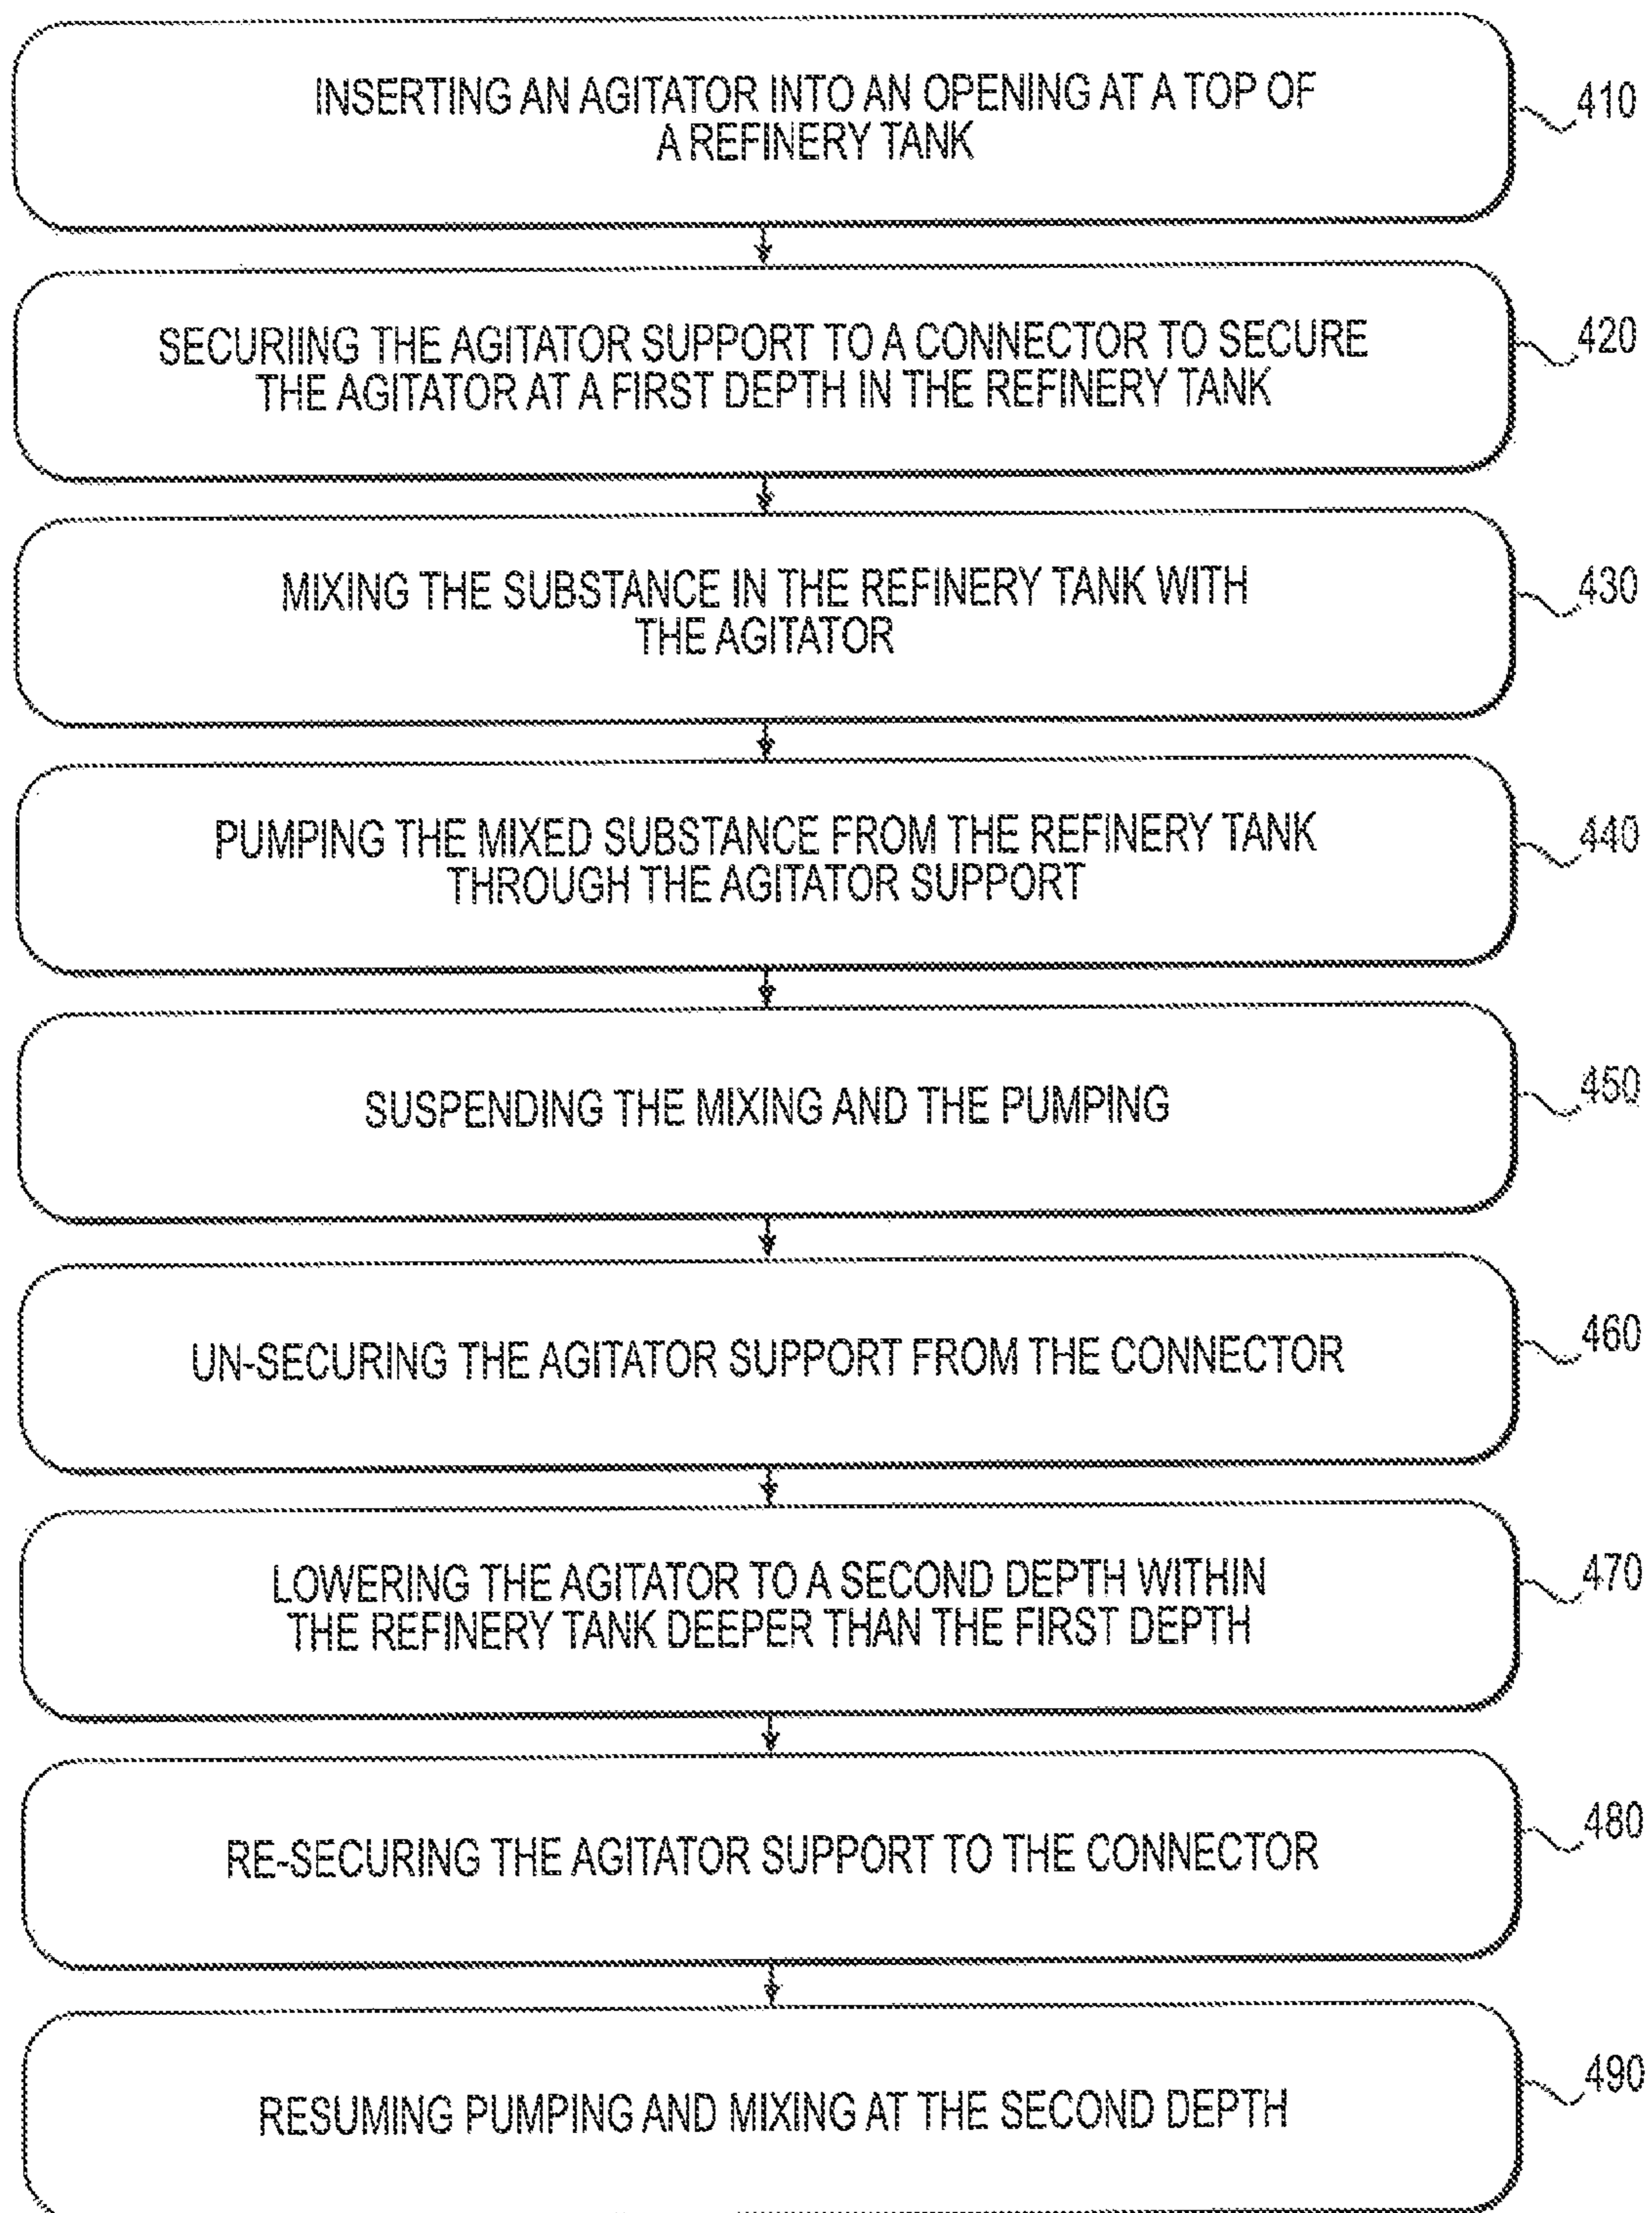 INSERTING AN AGITATOR INTO AN OPENING AT A TOP OF
A REFINERY TANK
410
SECURIING THE AGITATOR SUPPORT TO A CONNECTOR TO SECURE
THE AGITATOR AT A FIRST DEPTH IN THE REFINERY TANK
420
MIXING THE SUBSTANCE IN THE REFINERY TANK WITH
THE AGITATOR
430
PUMPING THE MIXED SUBSTANCE FROM THE REFINERY TANK
THROUGH THE AGITATOR SUPPORT
440
SUSPENDING THE MIXING AND THE PUMPING
450
UN-SECURING THE AGITATOR SUPPORT FROM THE CONNECTOR
460
LOWERING THE AGITATOR TO A SECOND DEPTH WITHIN
THE REFINERY TANK DEEPER THAN THE FIRST DEPTH
470
RE-SECURING THE AGITATOR SUPPORT TO THE CONNECTOR
480
RESUMING PUMPING AND MIXING AT THE SECOND DEPTH
490